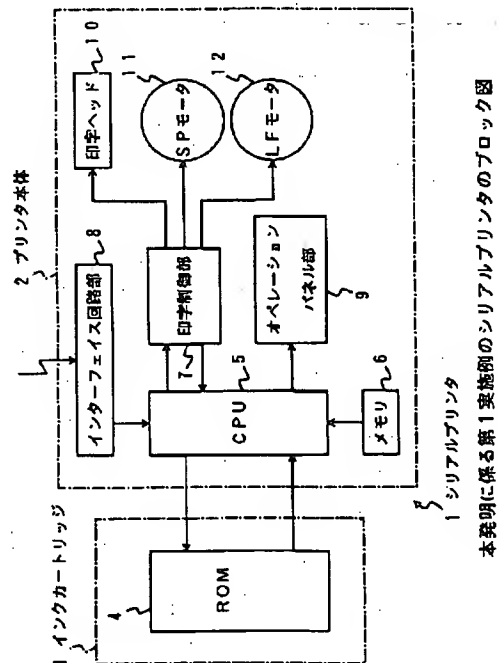 2 プリンタ本体
インターフェイス回路部
8
印字ヘッド
10
SPモータ
11
LFモータ
12
印字制御部
7
CPU
5
オペレーション
パネル部
9
メモリ
6
インクカートリッジ
ROM
4
1 シリアルプリンタ
本発明に係る第1実施例のシリアルプリンタのブロック図